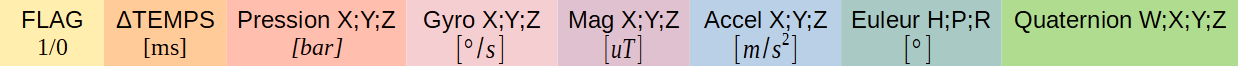 FLAG ΔTEMPS Pression X;Y;Z Gyro X;Y;Z Mag X;Y;Z Accel X;Y;Z Euleur H;P;R Quaternion W;X;Y;Z
1/0 [ms] [bar] [°/s] [uT] [m/s²] [°]